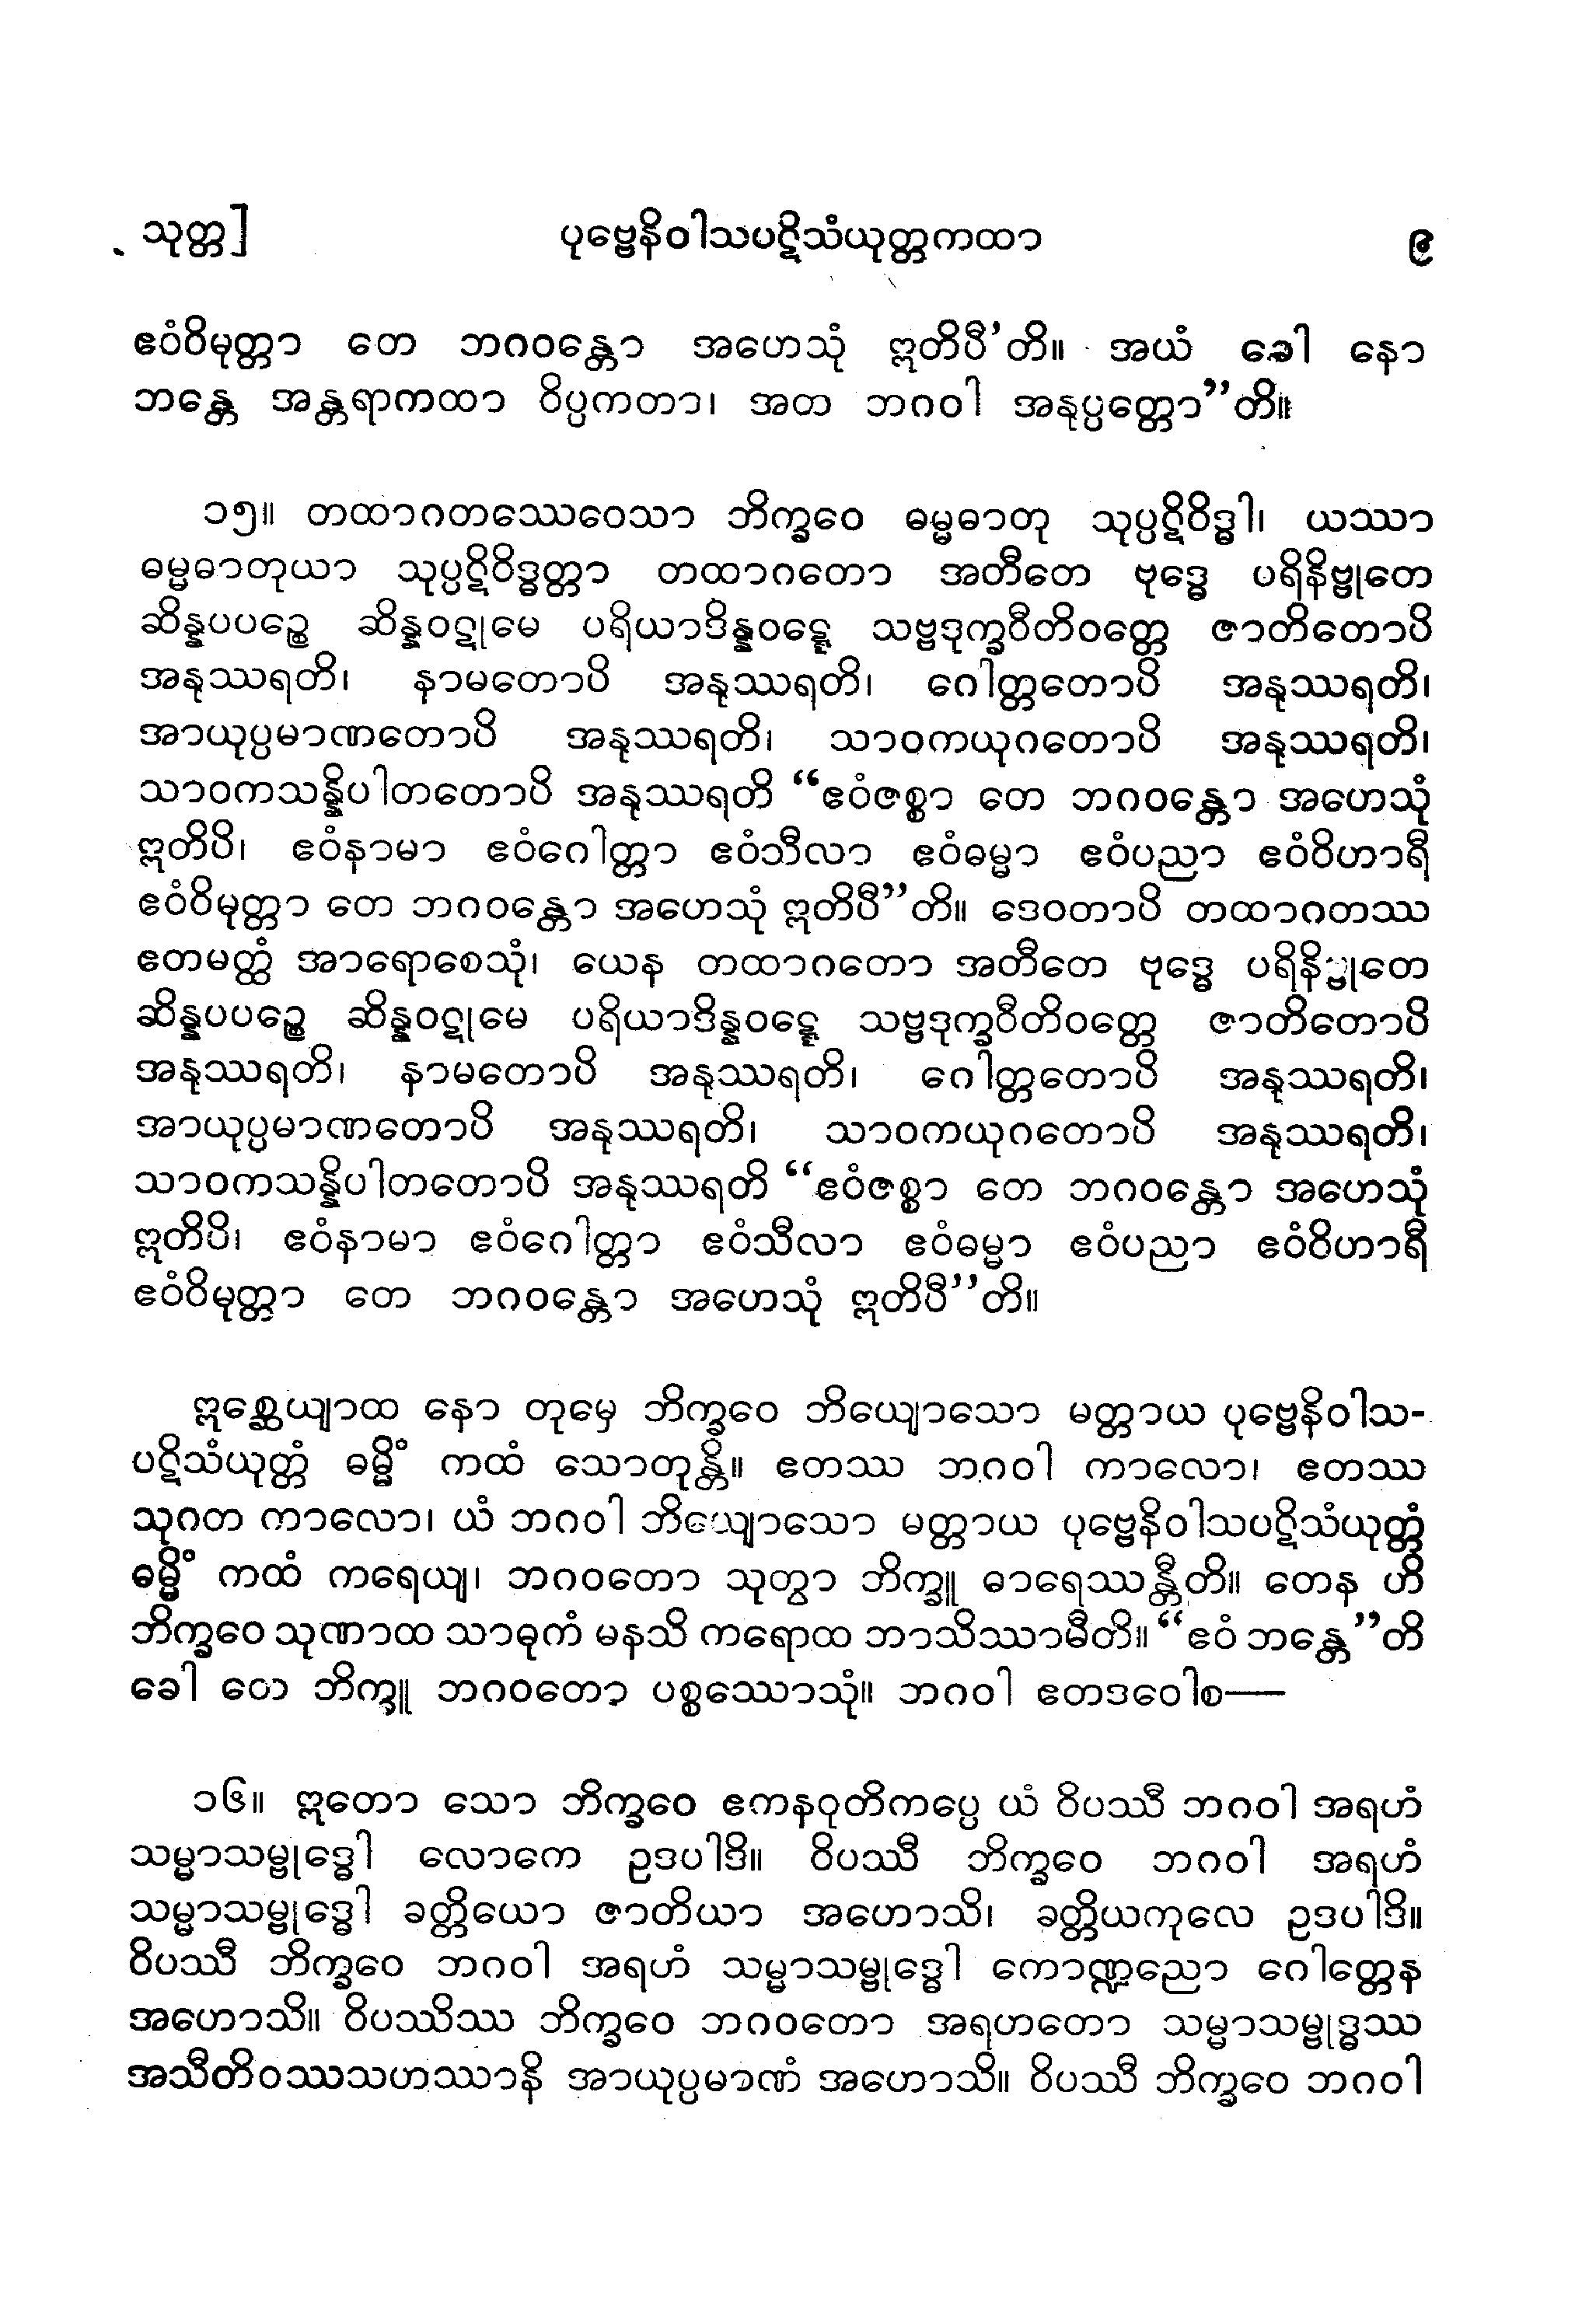 သုတ္တ]
ပုဗ္ဗေနိဝါသပဋိသံယုတ္တကထာ
၉
ဧဝံဝိမုတ္တာ တေ ဘဂဝန္တော အဟေသုံ ဣတိပီ’တိ။ အယံ ခေါ နော
ဘန္တေ အန္တရာကထာ ဝိပ္ပကတာ၊ အတ ဘဂဝါ အနုပ္ပတ္တော”တိ။
၁၅။ တထာဂတဿေဝေသာ ဘိက္ခဝေ ဓမ္မဓာတု သုပ္ပဋိဝိဒ္ဓါ၊ ယဿာ
ဓမ္မဓာတုယာ သုပ္ပဋိဝိဒ္ဓတ္တာ တထာဂတော အတီတေ ဗုဒ္ဓေ ပရိနိဗ္ဗုတေ
ဆိန္နပပဉ္စေ ဆိန္နဝဋုမေ ပရိယာဒိန္နဝဋ္ဋေ သဗ္ဗဒုက္ခဝီတိဝတ္တေ ဇာတိတောပိ
အနုဿရတိ၊ နာမတောပိ အနုဿရတိ၊ ဂေါတ္တတောပိ အနုဿရတိ၊
အာယုပ္ပမာဏတောပိ အနုဿရတိ၊ သာဝကယုဂတောပိ အနုဿရတိ၊
သာဝကသန္နိပါတတောပိ အနုဿရတိ “ဧဝံဇစ္စာ တေ ဘဂဝန္တော အဟေသုံ
ဣတိပိ၊ ဧဝံနာမာ ဧဝံဂေါတ္တာ ဧဝံသီလာ ဧဝံဓမ္မာ ဧဝံပညာ ဧဝံဝိဟာရီ
ဧဝံဝိမုတ္တာ တေ ဘဂဝန္တော အဟေသုံ ဣတိပီ”တိ။ ဒေဝတာပိ တထာဂတဿ
ဧတမတ္ထံ အာရောစေသုံ၊ ယေန တထာဂတော အတီတေ ဗုဒ္ဓေ ပရိနိဗ္ဗုတေ
ဆိန္နပပဉ္စေ ဆိန္နဝဋုမေ ပရိယာဒိန္နဝဋ္ဋေ သဗ္ဗဒုက္ခဝီတိဝတ္တေ ဇာတိတောပိ
အနုဿရတိ၊ နာမတောပိ အနုဿရတိ၊ ဂေါတ္တတောပိ အနုဿရတိ၊
အာယုပ္ပမာဏတောပိ အနုဿရတိ၊ သာဝကယုဂတောပိ အနုဿရတိ၊
သာဝကသန္နိပါတတောပိ အနုဿရတိ “ဧဝံဇစ္စာ တေ ဘဂဝန္တော အဟေသုံ
ဣတိပိ၊ ဧဝံနာမာ ဧဝံဂေါတ္တာ ဧဝံသီလာ ဧဝံဓမ္မာ ဧဝံပညာ ဧဝံဝိဟာရီ
ဧဝံဝိမုတ္တာ တေ ဘဂဝန္တော အဟေသုံ ဣတိပီ”တိ။
ဣစ္ဆေယျာထ နော တုမှေ ဘိက္ခဝေ ဘိယျောသော မတ္တာယ ပုဗ္ဗေနိဝါသ-
ပဋိသံယုတ္တံ ဓမ္မိံ ကထံ သောတုန္တိ။ ဧတဿ ဘဂဝါ ကာလော၊ ဧတဿ
သုဂတ ကာလော၊ ယံ ဘဂဝါ ဘိယျောသော မတ္တာယ ပုဗ္ဗေနိဝါသပဋိသံယုတ္တံ
ဓမ္မိံ ကထံ ကရေယျ၊ ဘဂဝတော သုတွာ ဘိက္ခူ ဓာရေဿန္တီတိ။ တေန ဟိ
ဘိက္ခဝေ သုဏာထ သာဓုကံ မနသိ ကရောထ ဘာသိဿာမီတိ။ “ဧဝံ ဘန္တေ”တိ
ခေါ တေ ဘိက္ခူ ဘဂဝတော ပစ္စဿောသုံ။ ဘဂဝါ ဧတဒဝေါစ—
၁၆။ ဣတော သော ဘိက္ခဝေ ဧကနဝုတိကပ္ပေ ယံ ဝိပဿီ ဘဂဝါ အရဟံ
သမ္မာသမ္ဗုဒ္ဓေါ လောကေ ဥဒပါဒိ။ ဝိပဿီ ဘိက္ခဝေ ဘဂဝါ အရဟံ
သမ္မာသမ္ဗုဒ္ဓေါ ခတ္တိယော ဇာတိယာ အဟောသိ၊ ခတ္တိယကုလေ ဥဒပါဒိ။
ဝိပဿီ ဘိက္ခဝေ ဘဂဝါ အရဟံ သမ္မာသမ္ဗုဒ္ဓေါ ကောဏ္ဍညော ဂေါတ္တေန
အဟောသိ။ ဝိပဿိဿ ဘိက္ခဝေ ဘဂဝတော အရဟတော သမ္မာသမ္ဗုဒ္ဓဿ
အသီတိဝဿသဟဿာနိ အာယုပ္ပမာဏံ အဟောသိ။ ဝိပဿီ ဘိက္ခဝေ ဘဂဝါ